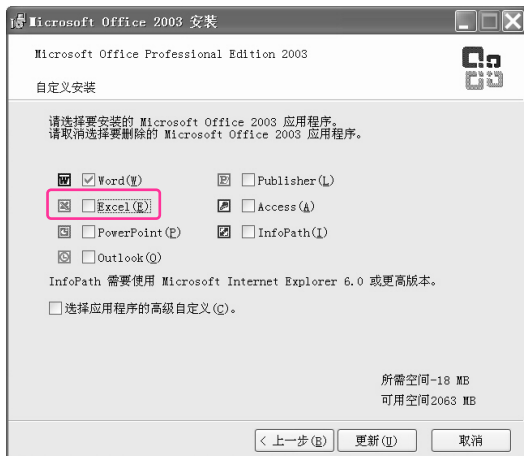 Microsoft Office 2003 安装
Microsoft Office Professional Edition 2003
自定义安装
请选择要安装的 Microsoft Office 2003 应用程序。
请取消选择要删除的 Microsoft Office 2003 应用程序。
Word(W) Publisher(L)
Excel(E) Access(A)
PowerPoint(P) InfoPath(I)
Outlook(O)
InfoPath 需要使用 Microsoft Internet Explorer 6.0 或更高版本。
选择应用程序的高级自定义(C)。
所需空间-18 MB
可用空间2063 MB
< 上一步(B) 更新(U) 取消